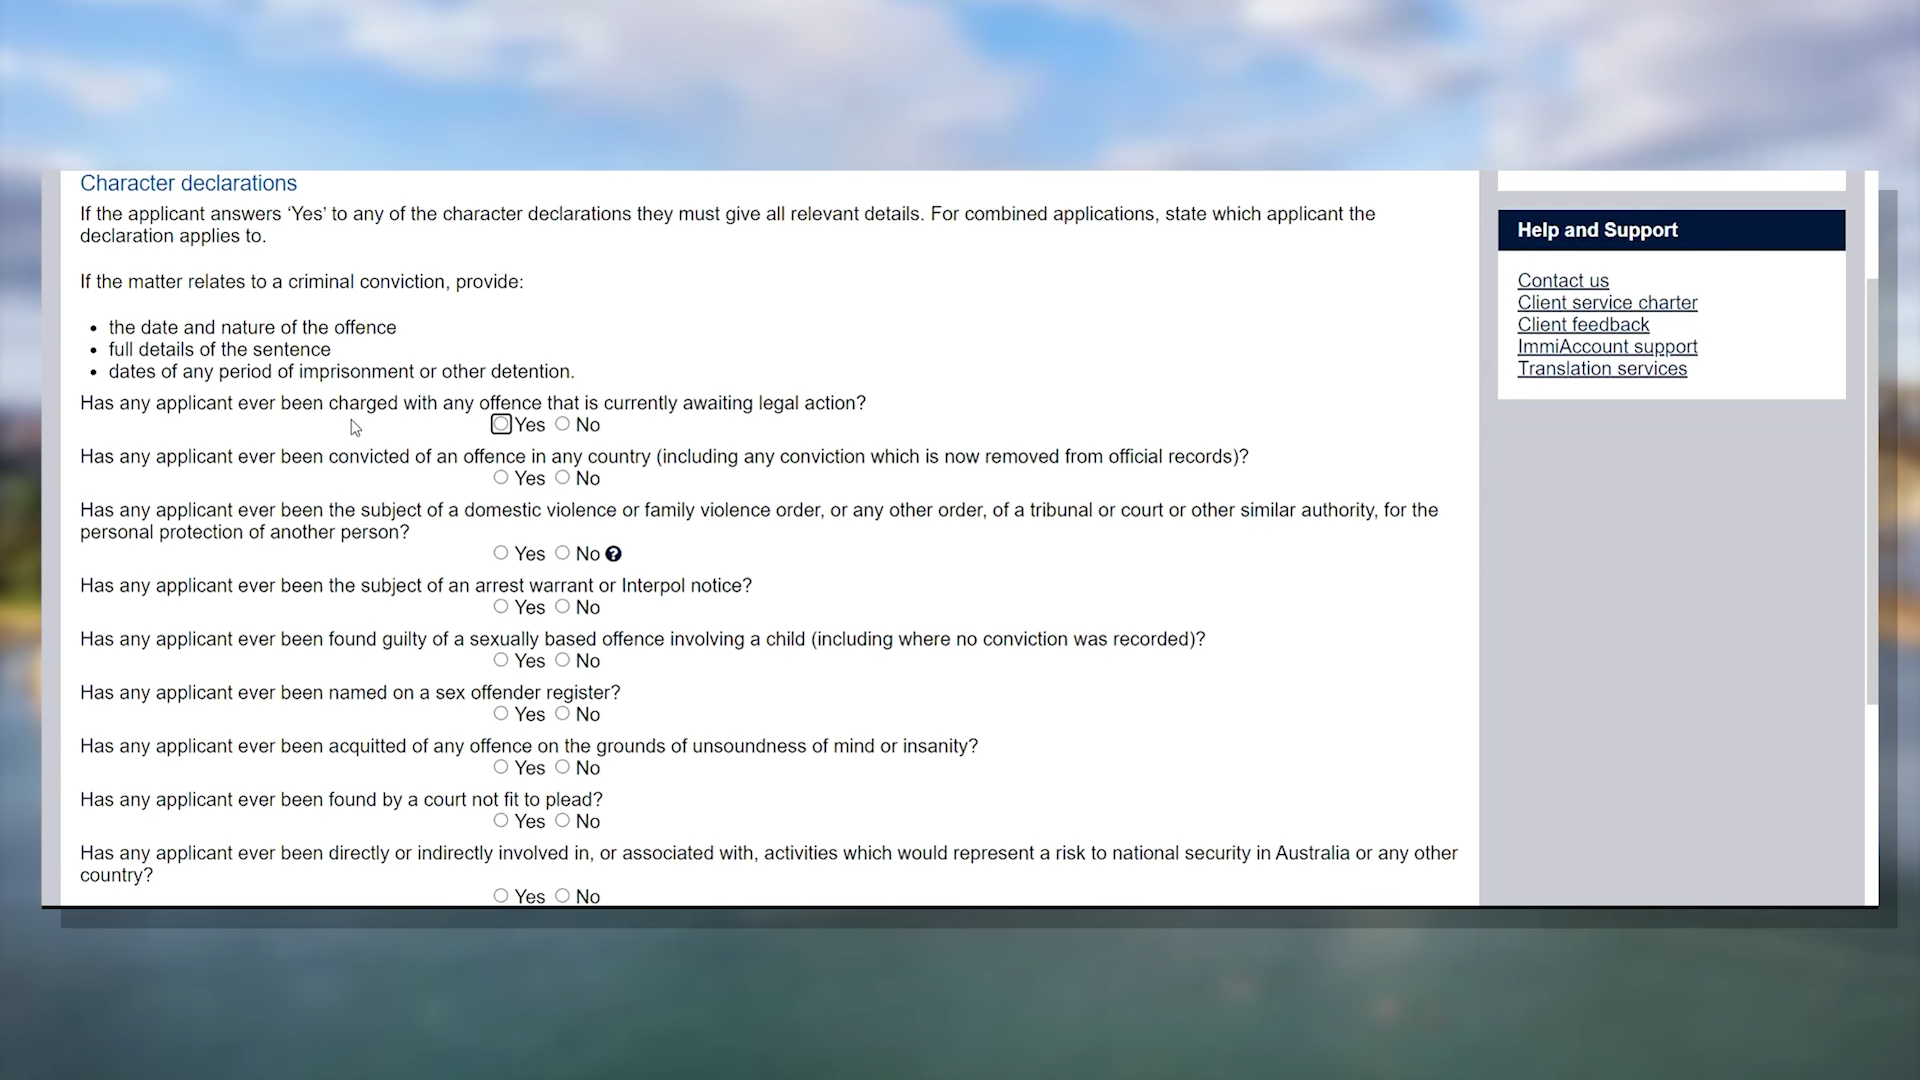 Character declarations
If the applicant answers ‘Yes’ to any of the character declarations they must give all relevant details. For combined applications, state which applicant the
declaration applies to.
If the matter relates to a criminal conviction, provide:
• the date and nature of the offence
• full details of the sentence
• dates of any period of imprisonment or other detention.
Has any applicant ever been charged with any offence that is currently awaiting legal action?
Yes No
Has any applicant ever been convicted of an offence in any country (including any conviction which is now removed from official records)?
Yes No
Has any applicant ever been the subject of a domestic violence or family violence order, or any other order, of a tribunal or court or other similar authority, for the
personal protection of another person?
Yes No ?
Has any applicant ever been the subject of an arrest warrant or Interpol notice?
Yes No
Has any applicant ever been found guilty of a sexually based offence involving a child (including where no conviction was recorded)?
Yes No
Has any applicant ever been named on a sex offender register?
Yes No
Has any applicant ever been acquitted of any offence on the grounds of unsoundness of mind or insanity?
Yes No
Has any applicant ever been found by a court not fit to plead?
Yes No
Has any applicant ever been directly or indirectly involved in, or associated with, activities which would represent a risk to national security in Australia or any other
country?
Yes No
Help and Support
Contact us
Client service charter
Client feedback
ImmiAccount support
Translation services